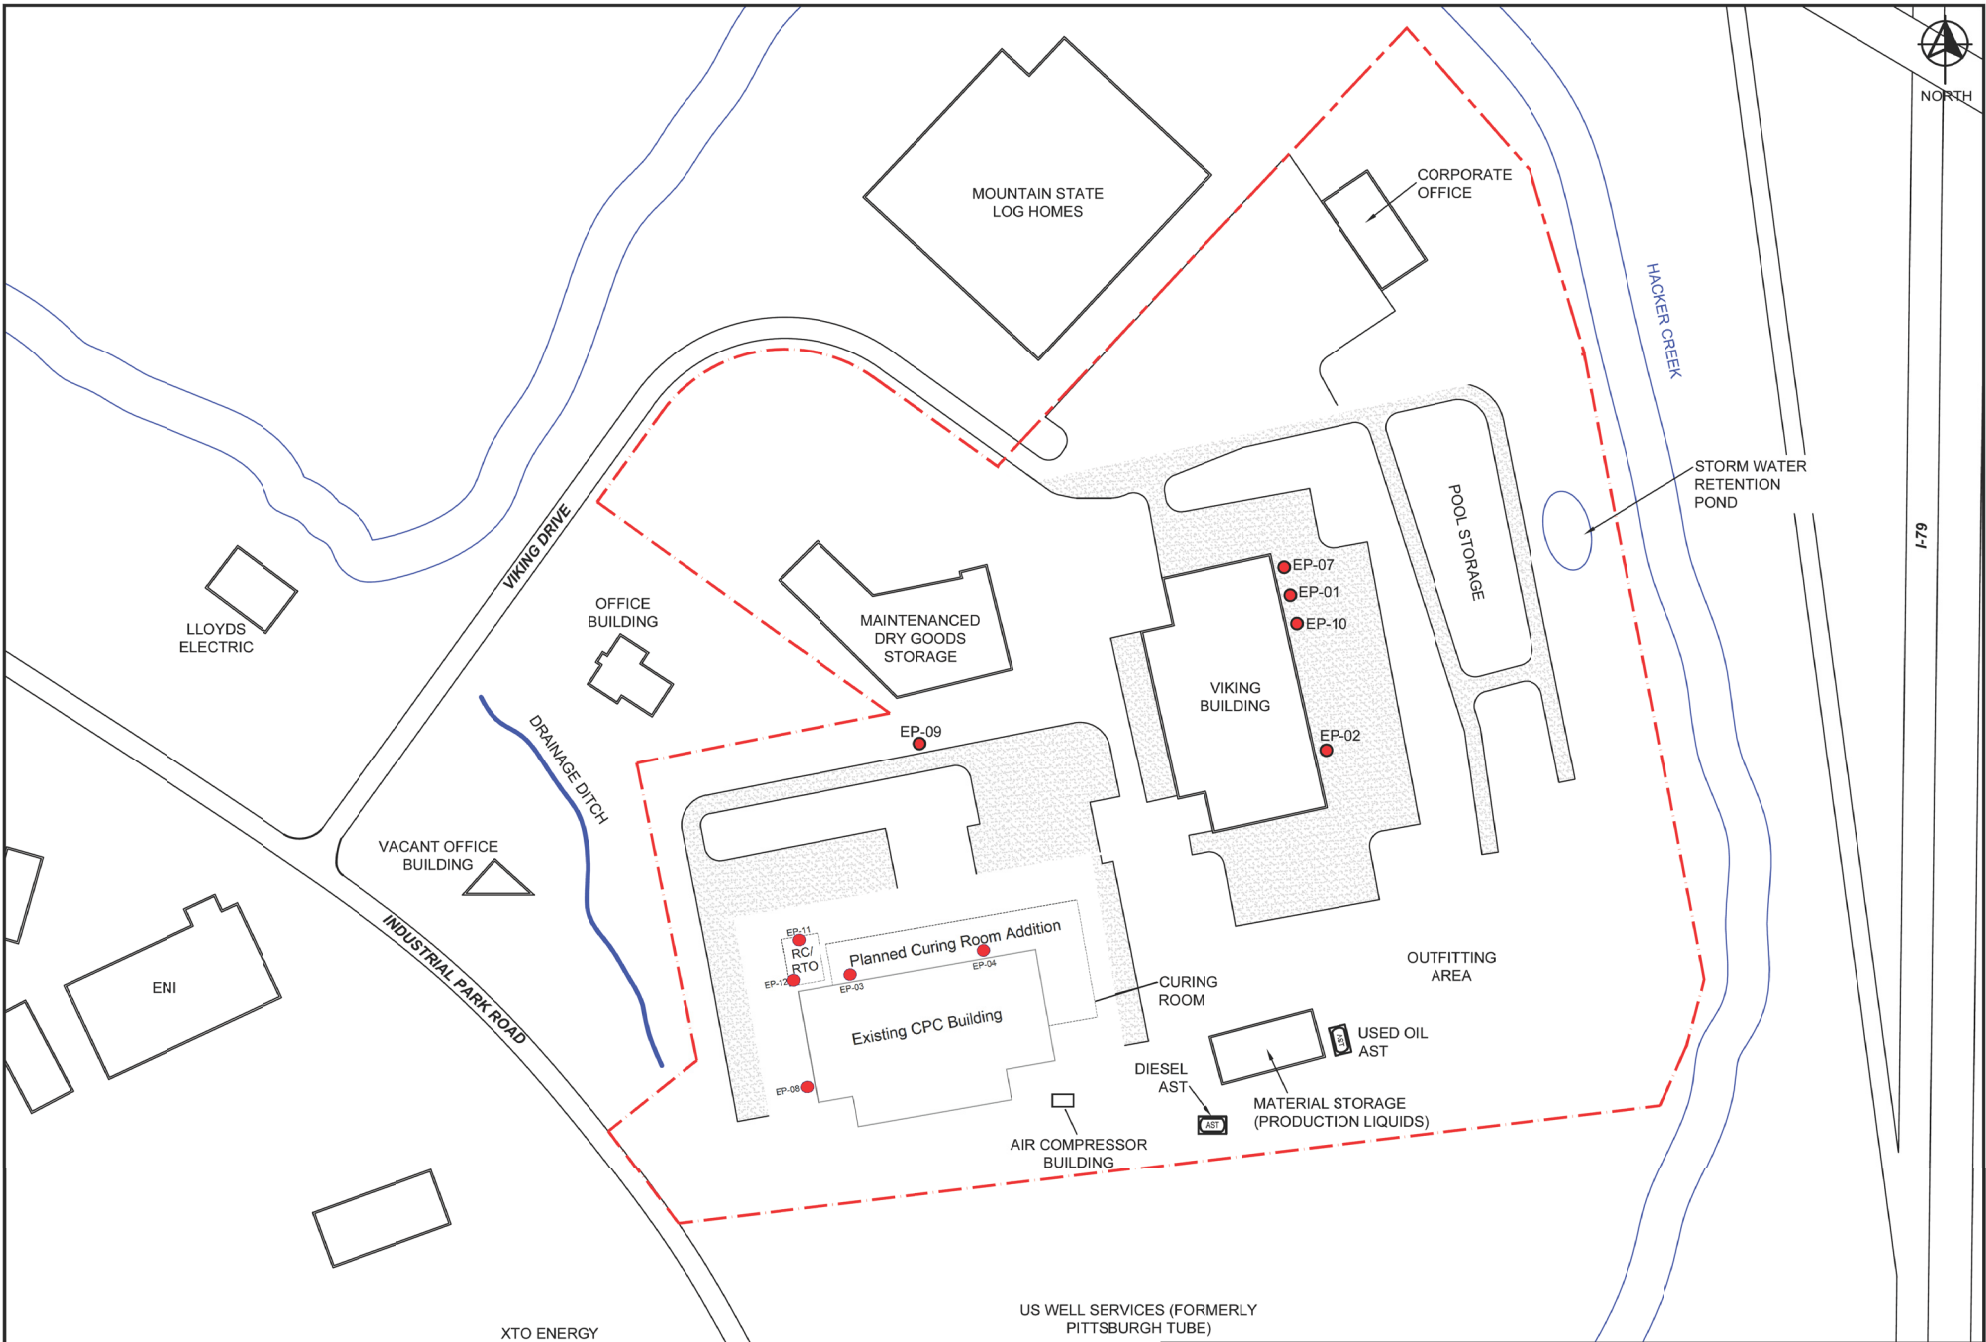 NORTH
MOUNTAIN STATE
LOG HOMES
CORPORATE
OFFICE
HACKER CREEK
STORM WATER
RETENTION
POND
I-79
POOL STORAGE
VIKING DRIVE
EP-07
EP-01
EP-10
LLOYDS
ELECTRIC
OFFICE
BUILDING
MAINTENANCED
DRY GOODS
STORAGE
VIKING
BUILDING
EP-02
EP-09
DRAINAGE DITCH
VACANT OFFICE
BUILDING
INDUSTRIAL PARK ROAD
ENI
EP-11
RC/
RTO
EP-12
Planned Curing Room Addition
EP-03
EP-04
Existing CPC Building
CURING
ROOM
OUTFITTING
AREA
EP-08
AST
USED OIL
AST
DIESEL
AST
AST
MATERIAL STORAGE
(PRODUCTION LIQUIDS)
AIR COMPRESSOR
BUILDING
XTO ENERGY
US WELL SERVICES (FORMERLY
PITTSBURGH TUBE)